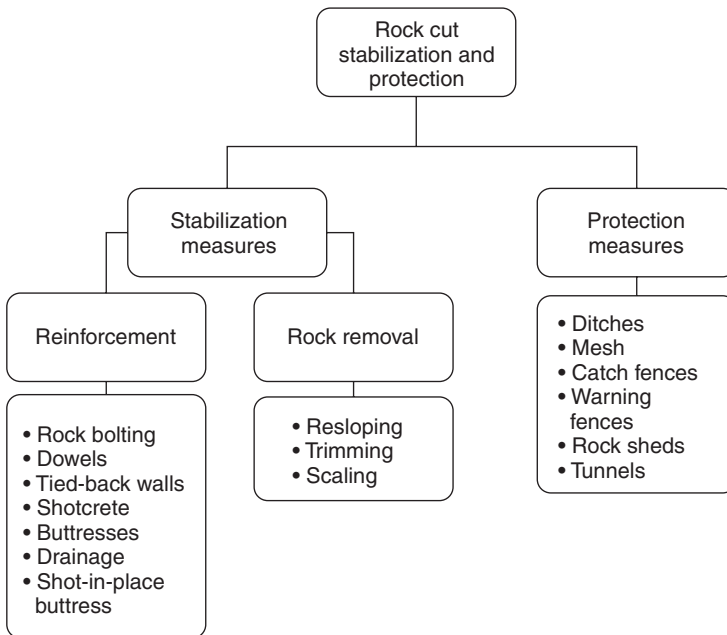 Rock cut
stabilization and
protection
Stabilization
measures
Protection
measures
Reinforcement
Rock removal
• Ditches
• Mesh
• Catch fences
• Warning
fences
• Rock sheds
• Tunnels
• Rock bolting
• Dowels
• Tied-back walls
• Shotcrete
• Buttresses
• Drainage
• Shot-in-place
buttress
• Resloping
• Trimming
• Scaling